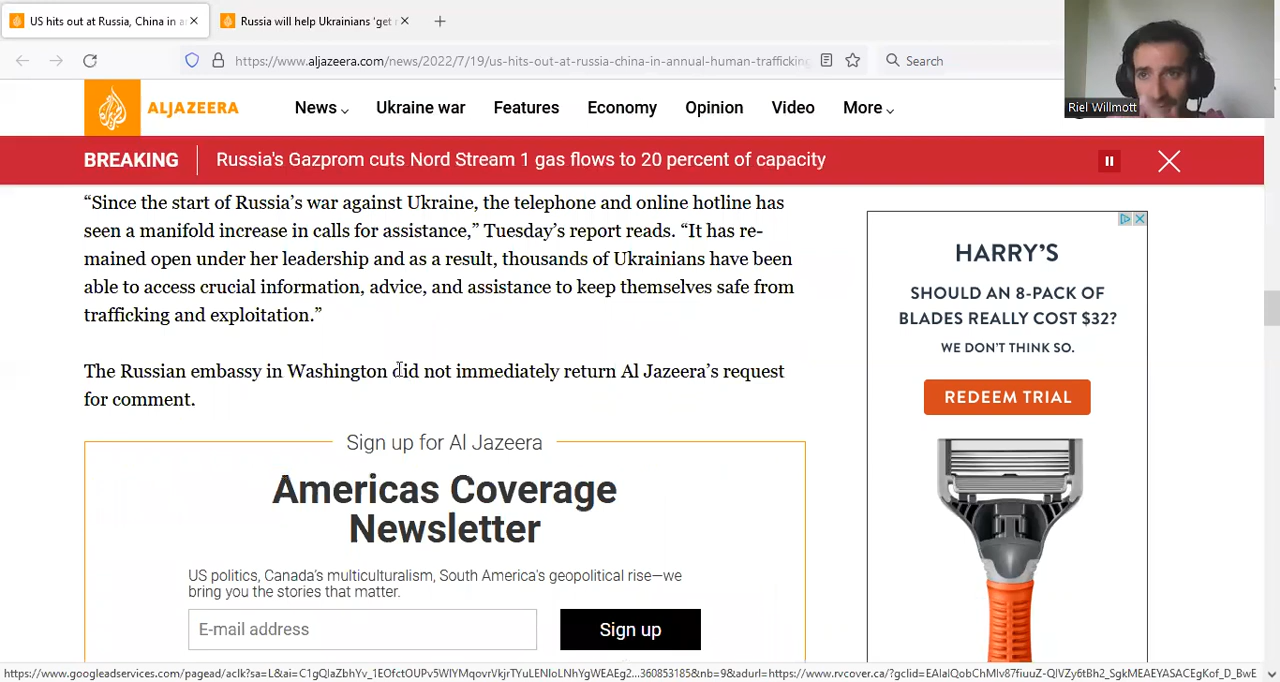 US hits out at Russia, China in a
Russia will help Ukrainians 'get r
https://www.aljazeera.com/news/2022/7/19/us-hits-out-at-russia-china-in-annual-human-trafficking
Search
Riel Willmott
ALJAZEERA
News
Ukraine war
Features
Economy
Opinion
Video
More
BREAKING
Russia's Gazprom cuts Nord Stream 1 gas flows to 20 percent of capacity
“Since the start of Russia’s war against Ukraine, the telephone and online hotline has
seen a manifold increase in calls for assistance,” Tuesday’s report reads. “It has re-
mained open under her leadership and as a result, thousands of Ukrainians have been
able to access crucial information, advice, and assistance to keep themselves safe from
trafficking and exploitation.”
The Russian embassy in Washington did not immediately return Al Jazeera’s request
for comment.
Sign up for Al Jazeera
Americas Coverage
Newsletter
US politics, Canada’s multiculturalism, South America’s geopolitical rise—we
bring you the stories that matter.
E-mail address
Sign up
HARRY’S
SHOULD AN 8-PACK OF
BLADES REALLY COST $32?
WE DON’T THINK SO.
REDEEM TRIAL